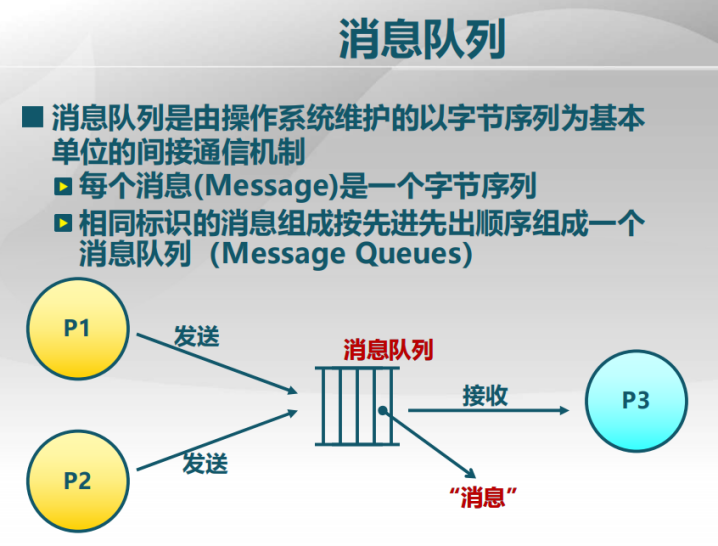 消息队列
消息队列是由操作系统维护的以字节序列为基本
单位的间接通信机制
每个消息(Message)是一个字节序列
相同标识的消息组成按先进先出顺序组成一个
消息队列（Message Queues）
P1
发送
消息队列
接收
P3
P2
发送
“消息”